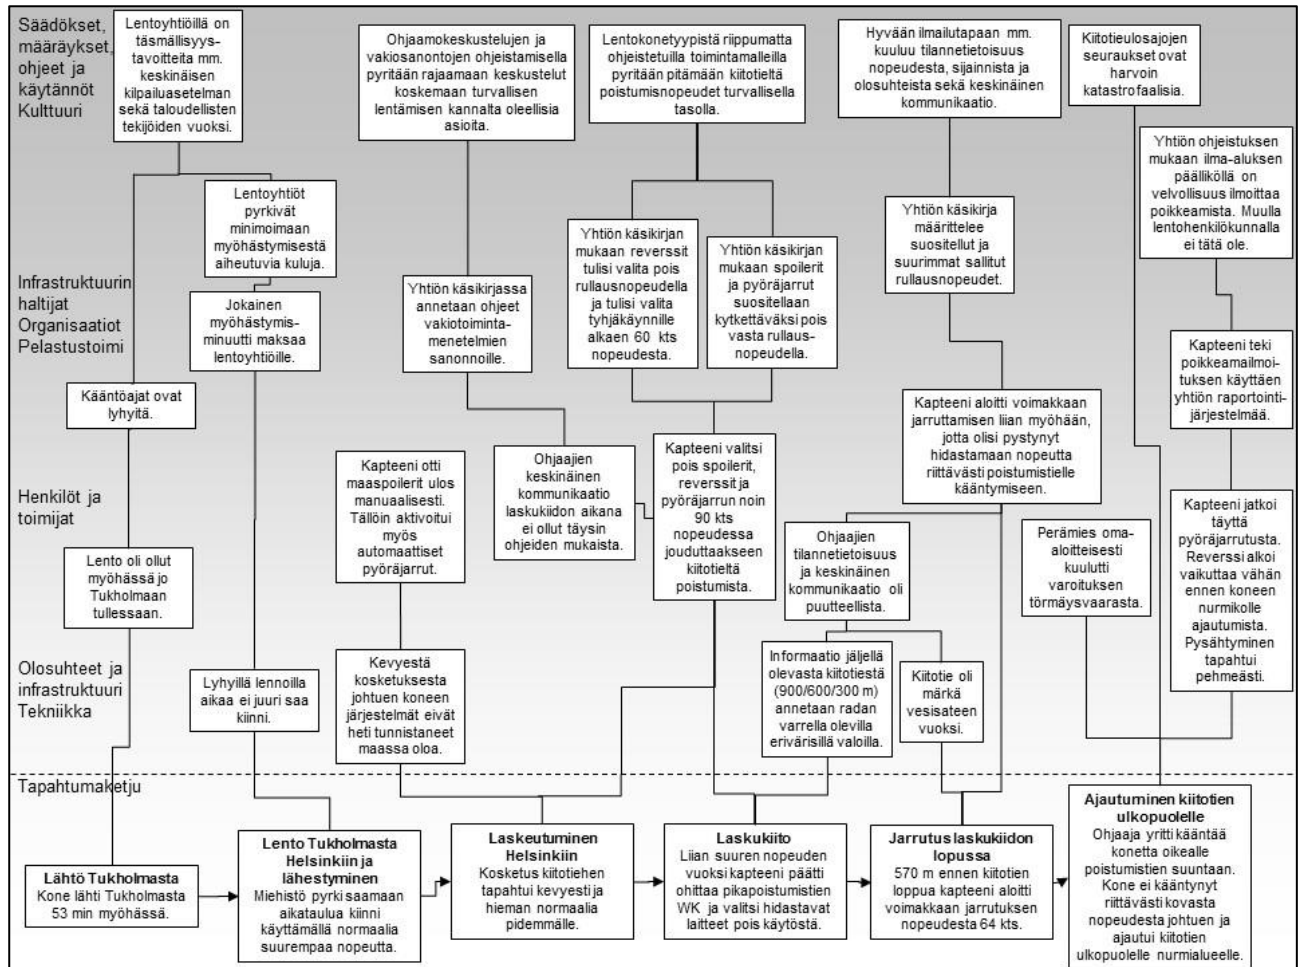 Säädökset,
määräykset,
ohjeet ja
käytännöt
Kulttuuri
Lentoyhtiöillä on
täsmällisyys-
tavoitteita mm.
keskinäisen
kilpailuasetelman
sekä taloudellisten
tekijöiden vuoksi.
Ohjaamokeskustelujen ja
vakiosanontojen ohjeistamisella
pyritään rajaamaan keskustelut
koskemaan turvallisen
lentämisen kannalta oleellisia
asioita.
Lentokonetyypistä riippumatta
ohjeistetuilla toimintamalleilla
pyritään pitämään kiitotieltä
poistumisnopeudet turvallisella
tasolla.
Hyvään ilmailutapaan mm.
kuuluu tilannetietoisuus
nopeudesta, sijainnista ja
olosuhteista sekä keskinäinen
kommunikaatio.
Kiitotieulosajojen
seuraukset ovat
harvoin
katastrofaalisia.
Yhtiön ohjeistuksen
mukaan ilma-aluksen
päälliköllä on
velvollisuus ilmoittaa
poikkeamista. Muulla
lentohenkilökunnalla
ei tätä ole.
Infrastruktuurin
haltijat
Organisaatiot
Pelastustoimi
Lentoyhtiöt
pyrkivät
minimoimaan
myöhästymisestä
aiheutuvia kuluja.
Jokainen
myöhästymis-
minuutti maksaa
lentoyhtiöille.
Yhtiön käsikirjassa
annetaan ohjeet
vakiotoiminta-
menetelmien
sanonnoille.
Yhtiön käsikirjan
mukaan reverssit
tulisi valita pois
rullausnopeudella
ja tulisi valita
tyhjäkäynnille
alkaen 60 kts
nopeudesta.
Yhtiön käsikirjan
mukaan spoilerit
ja pyöräjarrut
suositellaan
kytkettäväksi pois
vasta rullaus-
nopeudella.
Yhtiön käsikirja
määrittelee
suositellut ja
suurimmat sallitut
rullausnopeudet.
Kapteeni teki
poikkeamailmoi-
tuksen käyttäen
yhtiön raportointi-
järjestelmää.
Kääntöajat ovat
lyhyitä.
Henkilöt ja
toimijat
Lento oli ollut
myöhässä jo
Tukholmaan
tullessaan.
Kapteeni otti
maaspoilerit ulos
manuaalisesti.
Tällöin aktivoitui
myös
automaattiset
pyöräjarrut.
Ohjaajien
keskinäinen
kommunikaatio
laskukiidon aikana
ei ollut täysin
ohjeiden mukaista.
Kapteeni valitsi
pois spoilerit,
reverssit ja
pyöräjarrun noin
90 kts
nopeudessa
jouduttaakseen
kiitotieltä
poistumista.
Kapteeni aloitti voimakkaan
jarruttamisen liian myöhään,
jotta olisi pystynyt
hidastamaan nopeutta
riittävästi poistumistielle
kääntymiseen.
Ohjaajien
tilannetietoisuus
ja keskinäinen
kommunikaatio oli
puutteellista.
Perämies oma-
aloitteisesti
kuulutti
varoituksen
törmäysvaarasta.
Kapteeni jatkoi
täyttä
pyöräjarrutusta.
Reverssi alkoi
vaikuttaa vähän
ennen koneen
nurmikolle
ajautumista.
Pysähtyminen
tapahtui
pehmeästi.
Olosuhteet ja
infrastruktuuri
Tekniikka
Lyhyillä lennoilla
aikaa ei juuri saa
kiinni.
Kevyestä
kosketuksesta
johtuen koneen
järjestelmät eivät
heti tunnistaneet
maassa oloa.
Informaatio jäljellä
olevasta kiitotiestä
(900/600/300 m)
annetaan radan
varrella olevilla
erivärisillä valoilla.
Kiitotie oli
märkä
vesisateen
vuoksi.
Tapahtumaketju
Lähtö Tukholmasta
Kone lähti Tukholmasta
53 min myöhässä.
Lento Tukholmasta
Helsinkiin ja
lähestyminen
Miehistö pyrki saamaan
aikataulua kiinni
käyttämällä normaalia
suurempaa nopeutta.
Laskeutuminen
Helsinkiin
Kosketus kiitotiehen
tapahtui kevyesti ja
hieman normaalia
pidemmälle.
Laskukiito
Liian suuren nopeuden
vuoksi kapteeni päätti
ohittaa pikapoistumistien
WK ja valitsi hidastavat
laitteet pois käytöstä.
Jarrutus laskukiidon
lopussa
570 m ennen kiitotien
loppua kapteeni aloitti
voimakkaan jarrutuksen
nopeudesta 64 kts.
Ajautuminen kiitotien
ulkopuolelle
Ohjaaja yritti kääntää
konetta oikealle
poistumistien suuntaan.
Kone ei kääntynyt
riittävästi kovasta
nopeudesta johtuen ja
ajautui kiitotien
ulkopuolelle nurmialueelle.